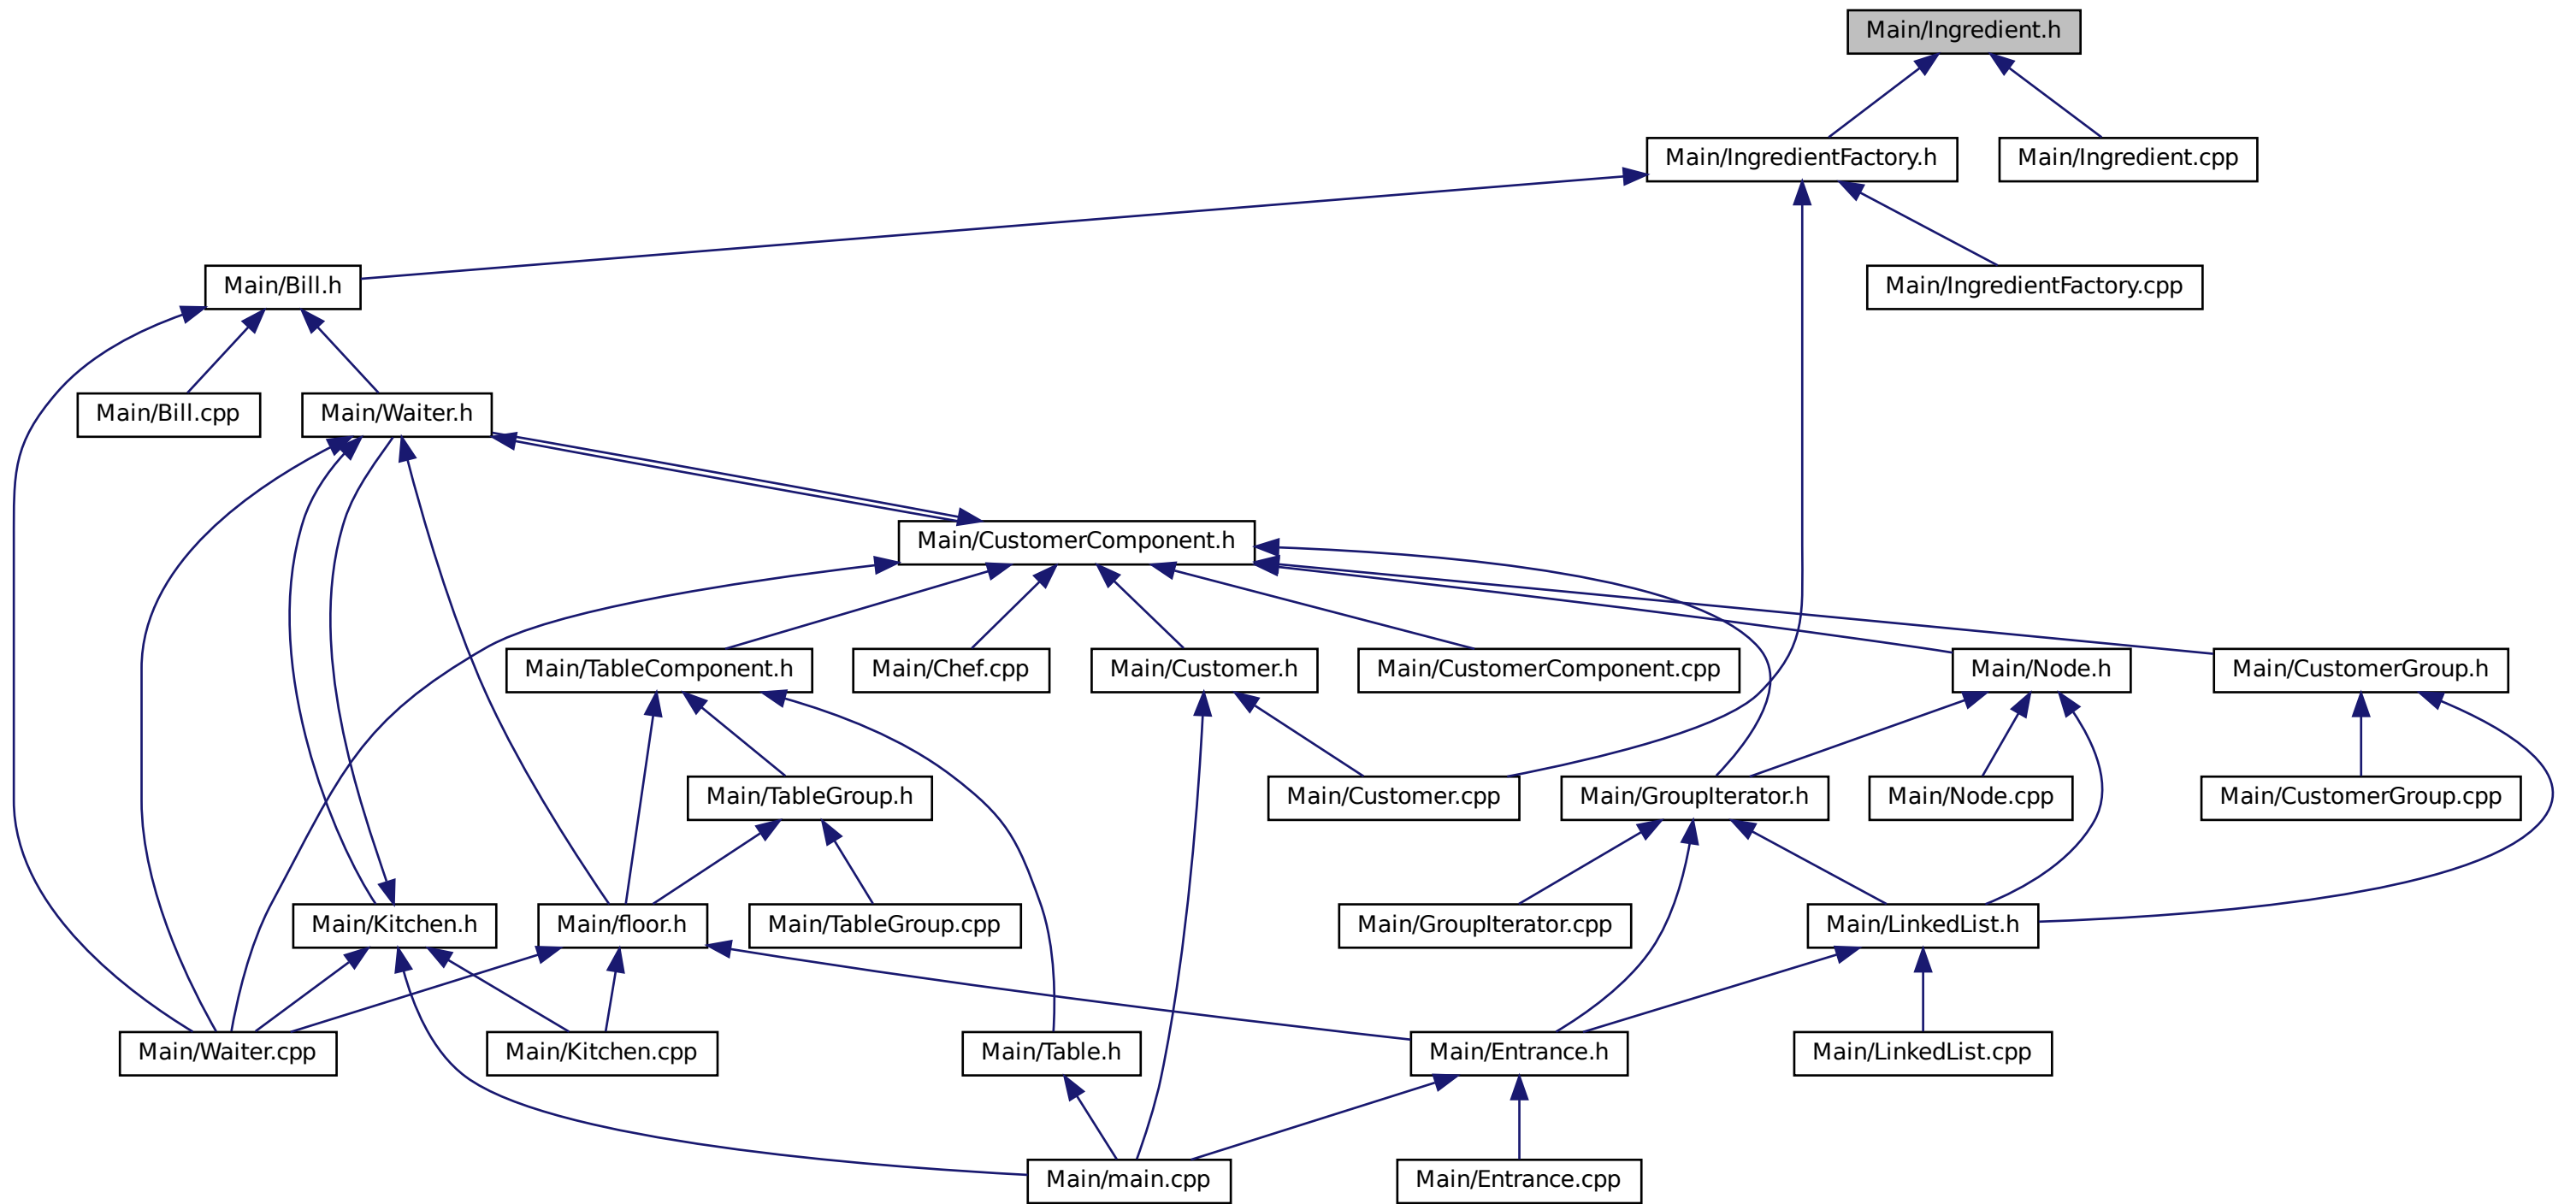 Main/Ingredient.h
Main/IngredientFactory.h
Main/Ingredient.cpp
Main/Bill.h
Main/IngredientFactory.cpp
Main/Bill.cpp
Main/Waiter.h
Main/CustomerComponent.h
Main/TableComponent.h
Main/Chef.cpp
Main/Customer.h
Main/CustomerComponent.cpp
Main/Node.h
Main/CustomerGroup.h
Main/TableGroup.h
Main/Customer.cpp
Main/GroupIterator.h
Main/Node.cpp
Main/CustomerGroup.cpp
Main/Kitchen.h
Main/floor.h
Main/TableGroup.cpp
Main/GroupIterator.cpp
Main/LinkedList.h
Main/Waiter.cpp
Main/Kitchen.cpp
Main/Table.h
Main/Entrance.h
Main/LinkedList.cpp
Main/main.cpp
Main/Entrance.cpp